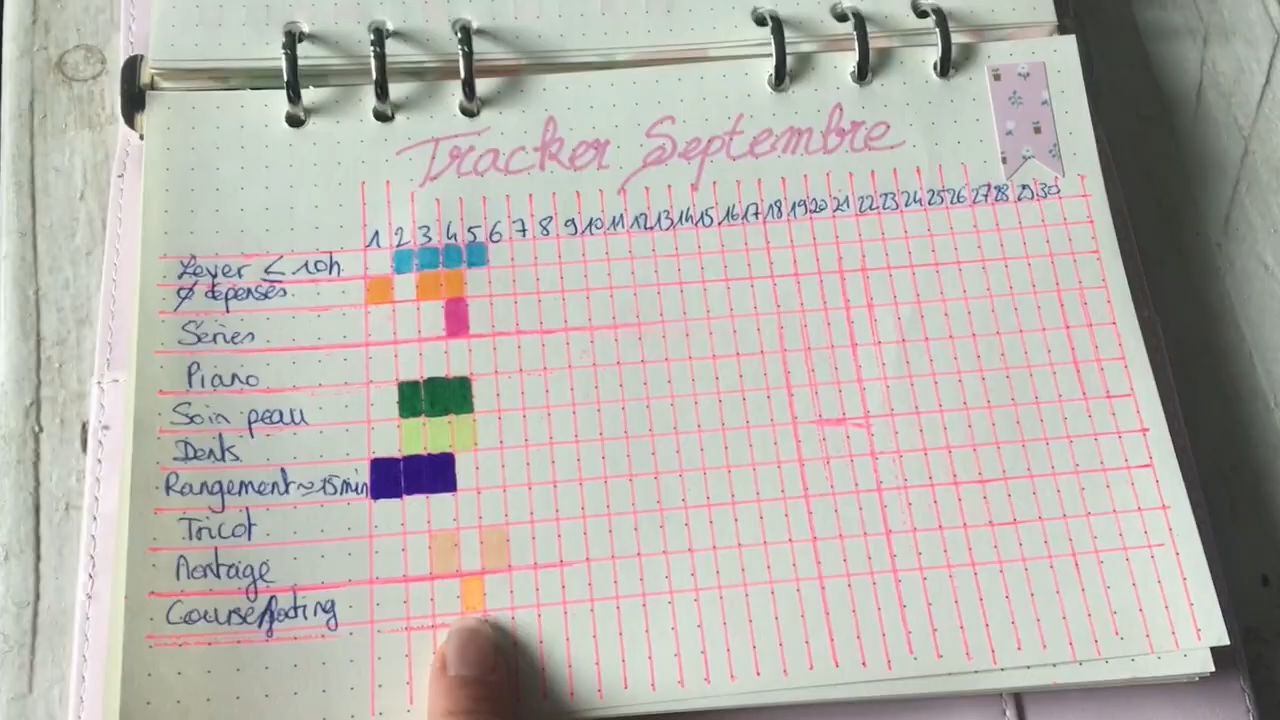 Tracker Septembre
1 2 3 4 5 6 7 8 9 10 11 12 13 14 15 16 17 18 19 20 21 22 23 24 25 26 27 28 29 30
Lever ≤ 10h
Ø dépenses
Séries
Piano
Soin peau
Dents
Rangement ≈ 15min
Tricot
Montage
Course/